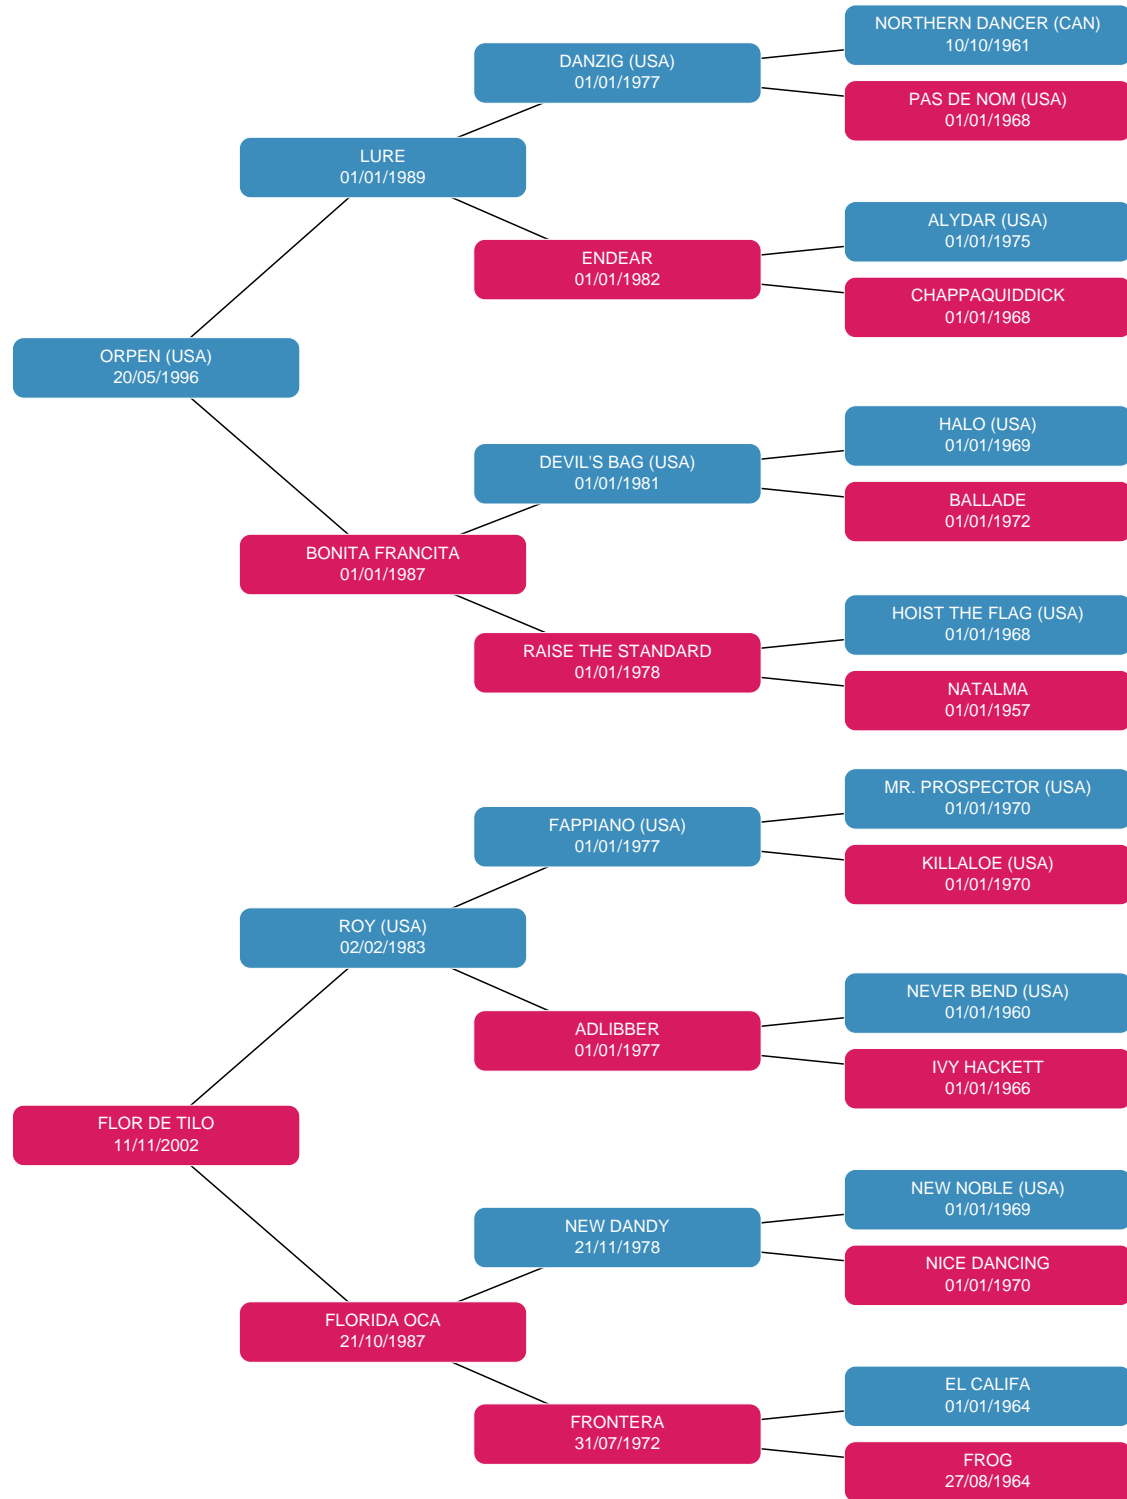 NORTHERN DANCER (CAN)
10/10/1961
DANZIG (USA)
01/01/1977
PAS DE NOM (USA)
01/01/1968
LURE
01/01/1989
ALYDAR (USA)
01/01/1975
ENDEAR
01/01/1982
CHAPPAQUIDDICK
01/01/1968
ORPEN (USA)
20/05/1996
HALO (USA)
01/01/1969
DEVIL'S BAG (USA)
01/01/1981
BALLADE
01/01/1972
BONITA FRANCITA
01/01/1987
HOIST THE FLAG (USA)
01/01/1968
RAISE THE STANDARD
01/01/1978
NATALMA
01/01/1957
MR. PROSPECTOR (USA)
01/01/1970
FAPPIANO (USA)
01/01/1977
KILLALOE (USA)
01/01/1970
ROY (USA)
02/02/1983
NEVER BEND (USA)
01/01/1960
ADLIBBER
01/01/1977
IVY HACKETT
01/01/1966
FLOR DE TILO
11/11/2002
NEW NOBLE (USA)
01/01/1969
NEW DANDY
21/11/1978
NICE DANCING
01/01/1970
FLORIDA OCA
21/10/1987
EL CALIFA
01/01/1964
FRONTERA
31/07/1972
FROG
27/08/1964